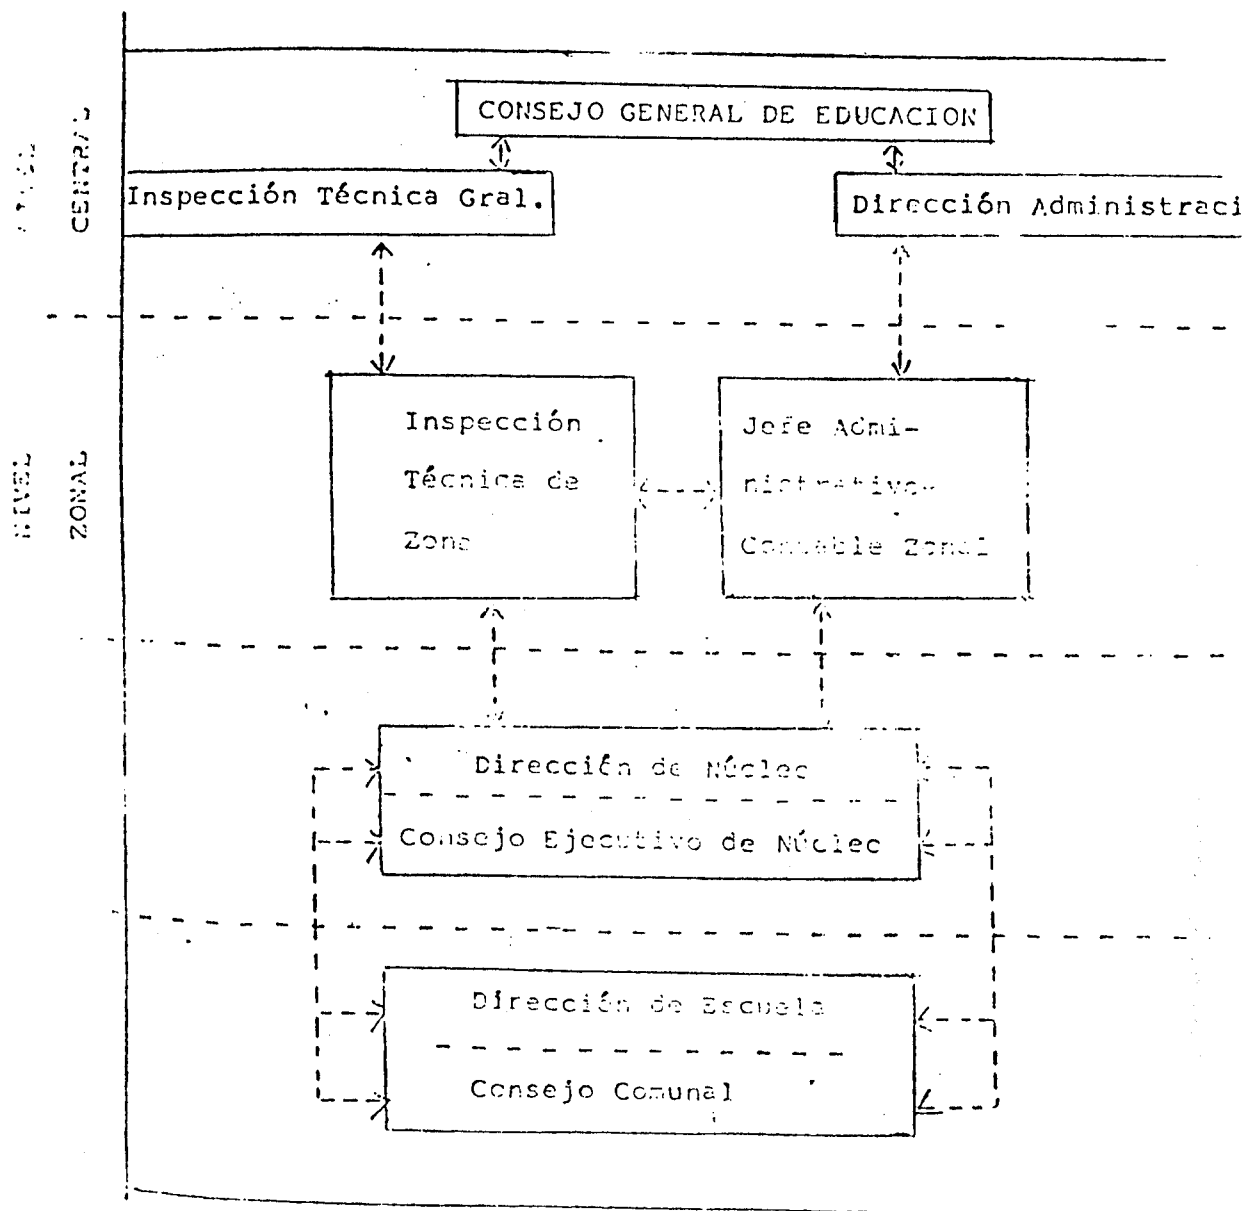 CONSEJO GENERAL DE EDUCACION
Inspección Técnica Gral.
Dirección Administraci
CENTRAL
Inspección
Técnica de
Zona
Jefe Admi-
nistrativo-
Contable Zonal
NIVEL
ZONAL
Dirección de Núcleo
Consejo Ejecutivo de Núcleo
Dirección de Escuela
Consejo Comunal